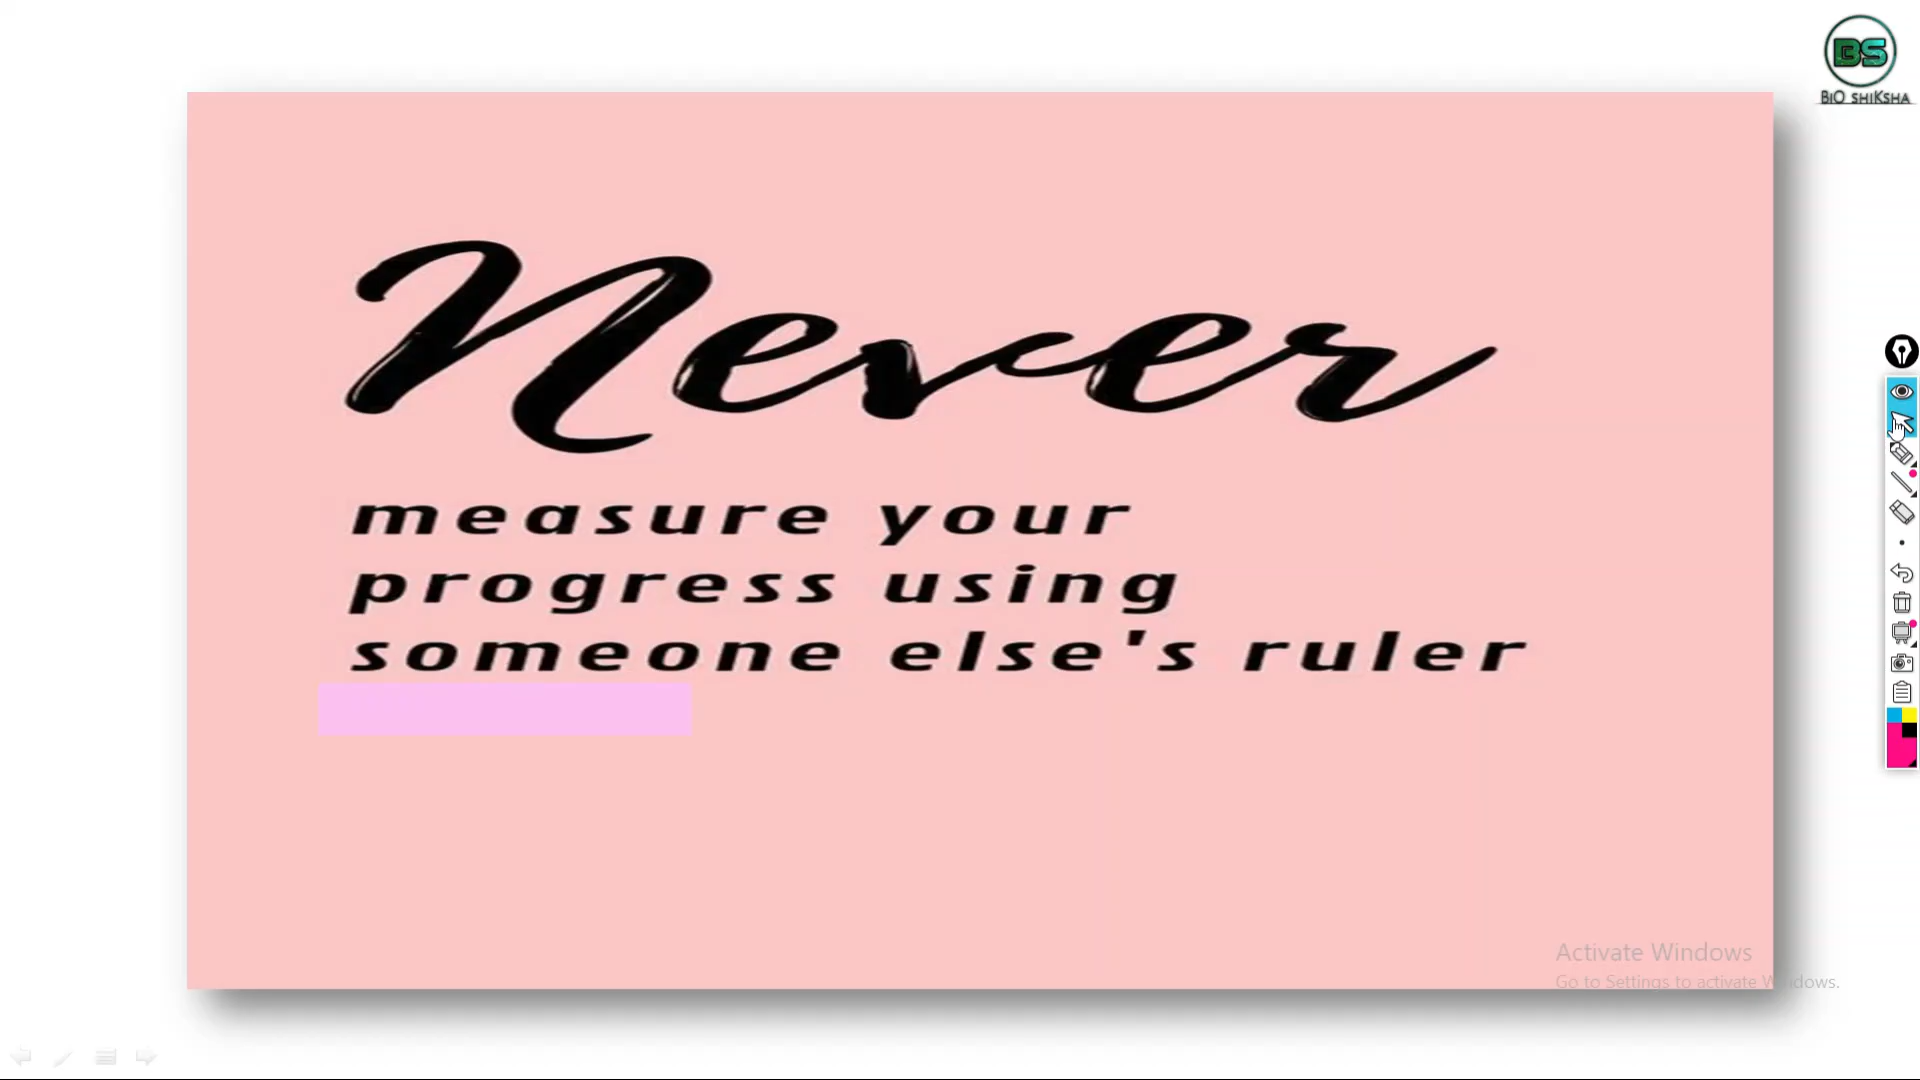 BS
BiO SHiKSHA
Never
measure your
progress using
someone else's ruler
Activate Windows
Go to Settings to activate Windows.